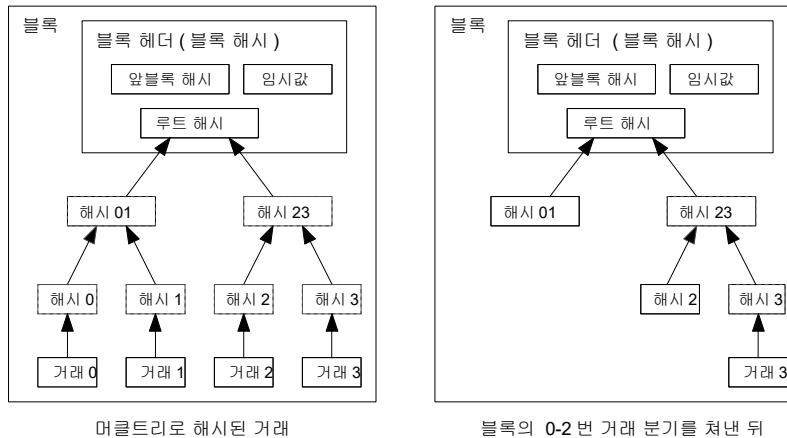 블록
블록 헤더 ( 블록 해시 )
앞블록 해시
임시값
루트 해시
해시 01
해시 23
해시 0
해시 1
해시 2
해시 3
거래 0
거래 1
거래 2
거래 3
머클트리로 해시된 거래
블록
블록 헤더 ( 블록 해시 )
앞블록 해시
임시값
루트 해시
해시 01
해시 23
해시 2
해시 3
거래 3
블록의 0-2 번 거래 분기를 쳐낸 뒤